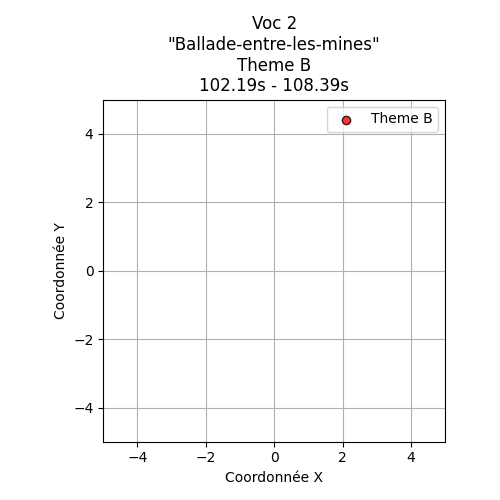 Voc 2
"Ballade-entre-les-mines"
Theme B
102.19s - 108.39s
Theme B
4
2
0
−2
−4
Coordonnée Y
−4 −2 0 2 4
Coordonnée X